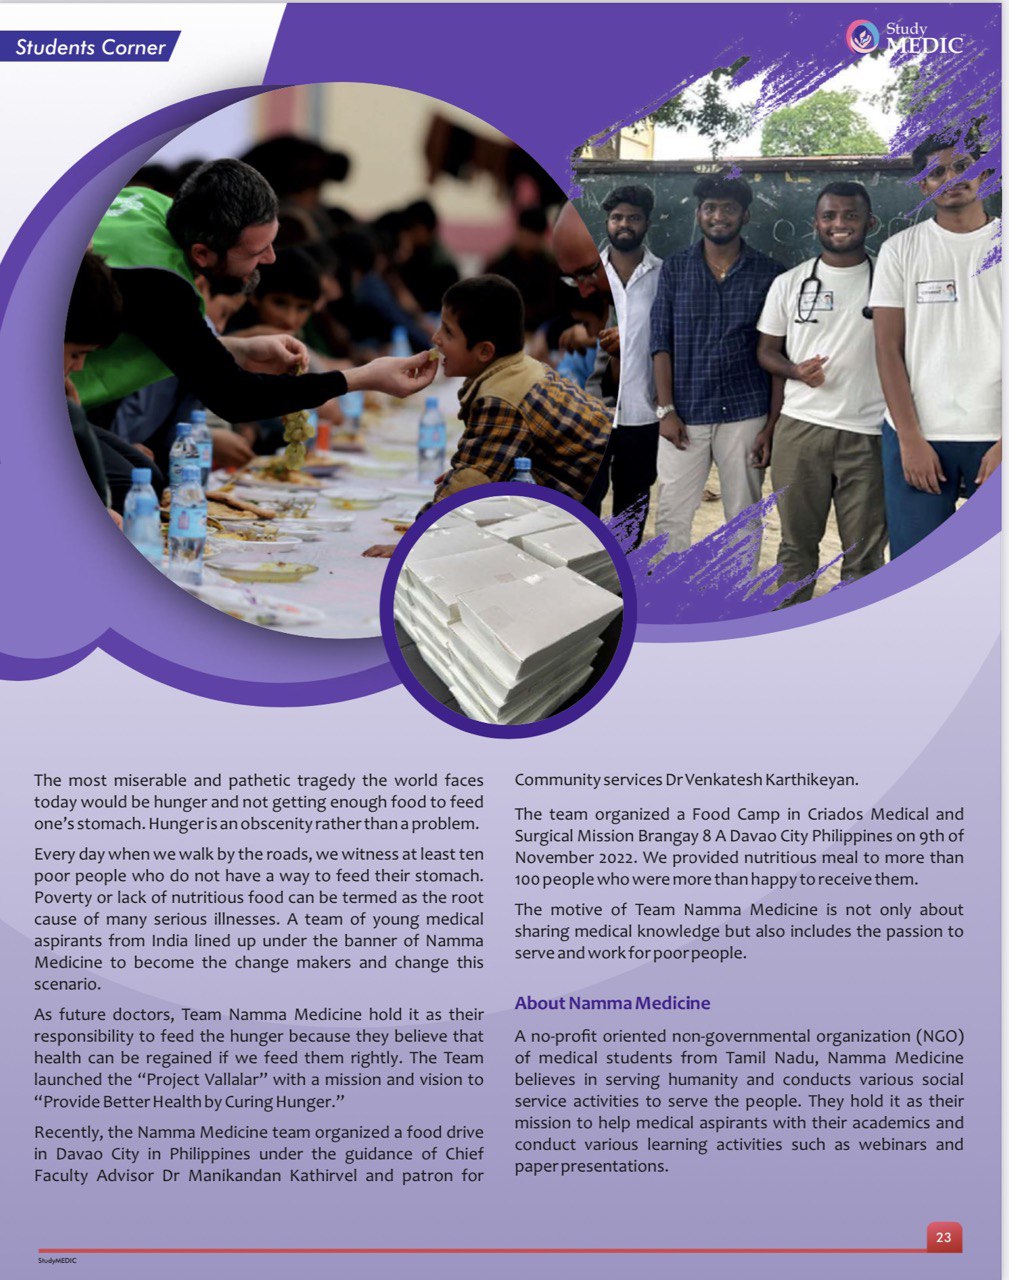 Students Corner
Study
MEDIC
The most miserable and pathetic tragedy the world faces
today would be hunger and not getting enough food to feed
one's stomach. Hunger is an obscenity rather than a problem.
Every day when we walk by the roads, we witness at least ten
poor people who do not have a way to feed their stomach.
Poverty or lack of nutritious food can be termed as the root
cause of many serious illnesses. A team of young medical
aspirants from India lined up under the banner of Namma
Medicine to become the change makers and change this
scenario.
As future doctors, Team Namma Medicine hold it as their
responsibility to feed the hunger because they believe that
health can be regained if we feed them rightly. The Team
launched the “Project Vallalar” with a mission and vision to
“Provide Better Health by Curing Hunger.”
Recently, the Namma Medicine team organized a food drive
in Davao City in Philippines under the guidance of Chief
Faculty Advisor Dr Manikandan Kathirvel and patron for
Community services Dr Venkatesh Karthikeyan.
The team organized a Food Camp in Criados Medical and
Surgical Mission Brangay 8 A Davao City Philippines on 9th of
November 2022. We provided nutritious meal to more than
100 people who were more than happy to receive them.
The motive of Team Namma Medicine is not only about
sharing medical knowledge but also includes the passion to
serve and work for poor people.
About Namma Medicine
A no-profit oriented non-governmental organization (NGO)
of medical students from Tamil Nadu, Namma Medicine
believes in serving humanity and conducts various social
service activities to serve the people. They hold it as their
mission to help medical aspirants with their academics and
conduct various learning activities such as webinars and
paper presentations.
23
StudyMEDIC